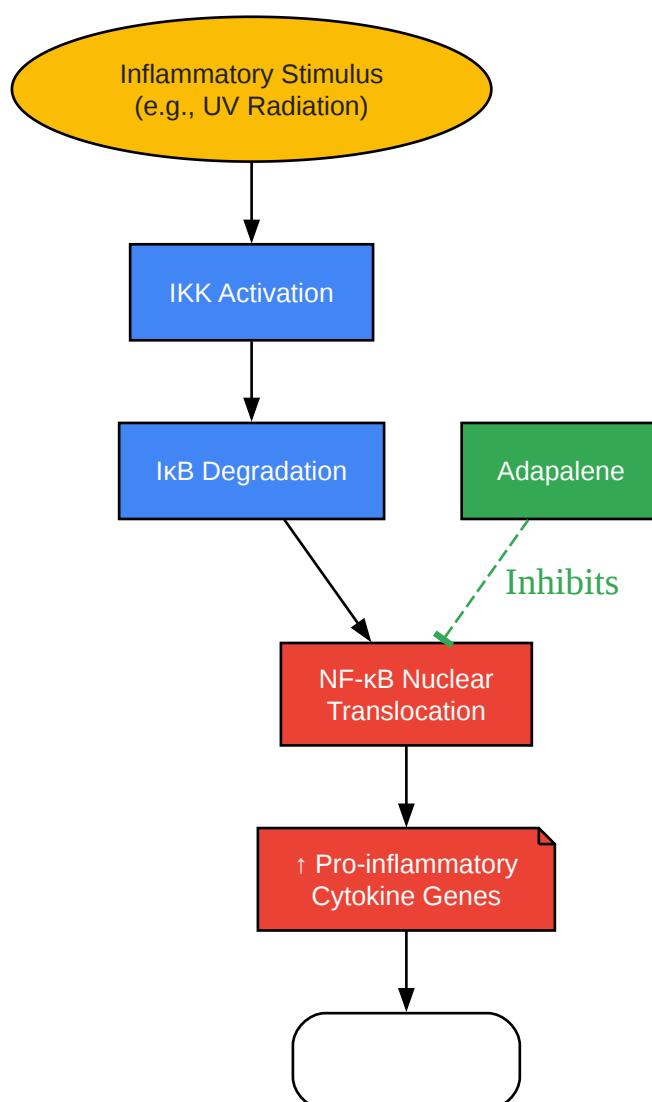 Inflammatory Stimulus
(e.g., UV Radiation)
IKK Activation
IκB Degradation
Adapalene
Inhibits
NF-κB Nuclear
Translocation
↑ Pro-inflammatory
Cytokine Genes